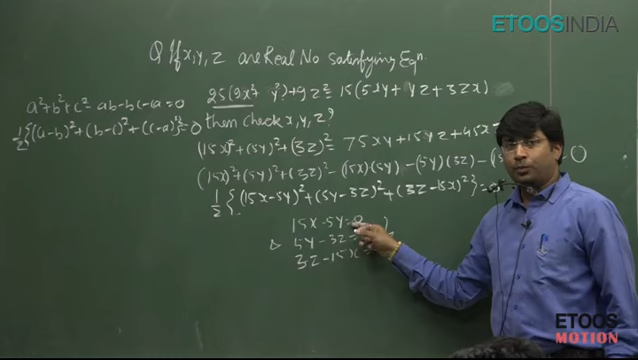 ETOOSINDIA
Q If x, y, z are Real No satisfying Eqn.
25(9x² + y²) + 9z² = 15(5xy + yz + 3zx)
then check x, y, z?
a² + b² + c² - ab - bc - ca = 0
1/2 {(a-b)² + (b-c)² + (c-a)²} = 0
(15x)² + (5y)² + (3z)² = 75xy + 15yz + 45
(15x)² + (5y)² + (3z)² - (15x)(5y) - (5y)(3z) - (15 0
1/2 {(15x-5y)² + (5y-3z)² + (3z-15x)²} =
15x-5y=0
5y-3z=
3z-15x
ETOOS
MOTION